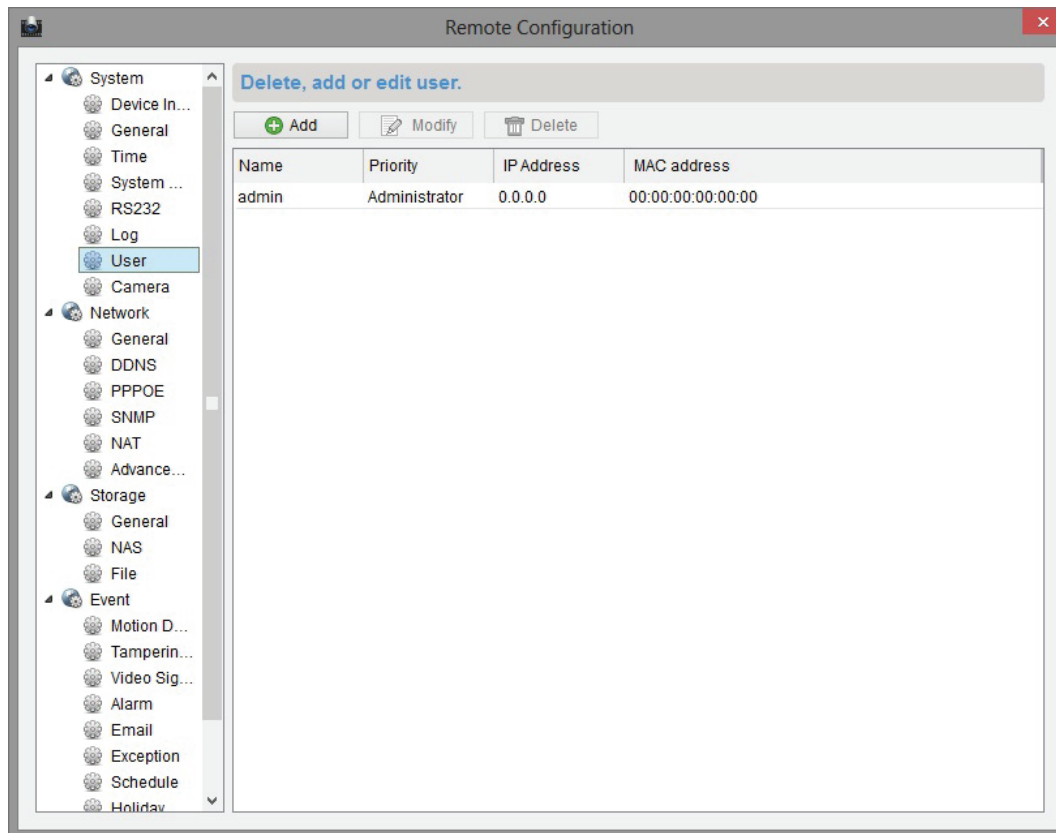 Remote Configuration
System
Device In...
General
Time
System ...
RS232
Log
User
Camera
Network
General
DDNS
PPPOE
SNMP
NAT
Advance...
Storage
General
NAS
File
Event
Motion D...
Tamperin...
Video Sig...
Alarm
Email
Exception
Schedule
Holiday
Delete, add or edit user.
Add Modify Delete
Name Priority IP Address MAC address
admin Administrator 0.0.0.0 00:00:00:00:00:00